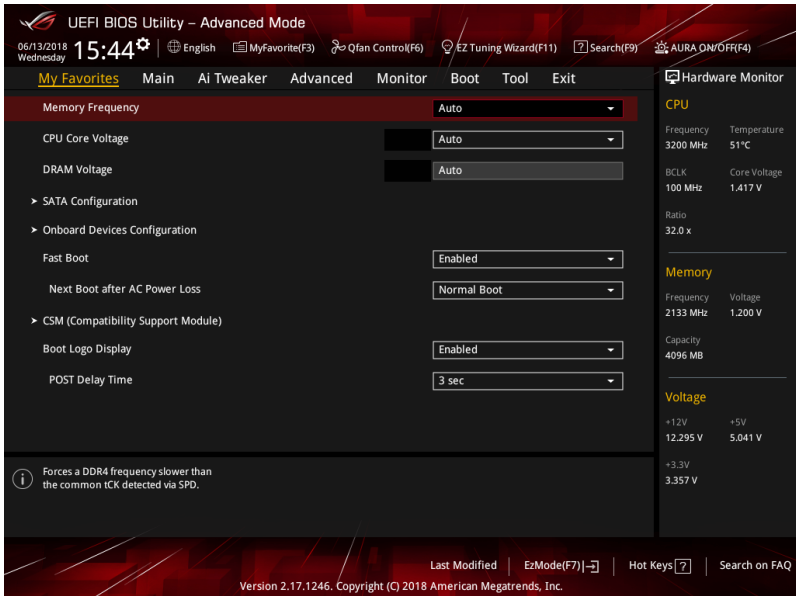 UEFI BIOS Utility – Advanced Mode
06/13/2018 Wednesday 15:44 English MyFavorite(F3) Qfan Control(F6) EZ Tuning Wizard(F11) ? Search(F9) AURA ON/OFF(F4)
My Favorites Main Ai Tweaker Advanced Monitor Boot Tool Exit
Memory Frequency Auto
CPU Core Voltage Auto
DRAM Voltage Auto
SATA Configuration
Onboard Devices Configuration
Fast Boot Enabled
Next Boot after AC Power Loss Normal Boot
CSM (Compatibility Support Module)
Boot Logo Display Enabled
POST Delay Time 3 sec
Forces a DDR4 frequency slower than
the common tCK detected via SPD.
Hardware Monitor
CPU
Frequency Temperature
3200 MHz 51°C
BCLK Core Voltage
100 MHz 1.417 V
Ratio
32.0 x
Memory
Frequency Voltage
2133 MHz 1.200 V
Capacity
4096 MB
Voltage
+12V +5V
12.295 V 5.041 V
+3.3V
3.357 V
Last Modified EzMode(F7) Hot Keys ? Search on FAQ
Version 2.17.1246. Copyright (C) 2018 American Megatrends, Inc.